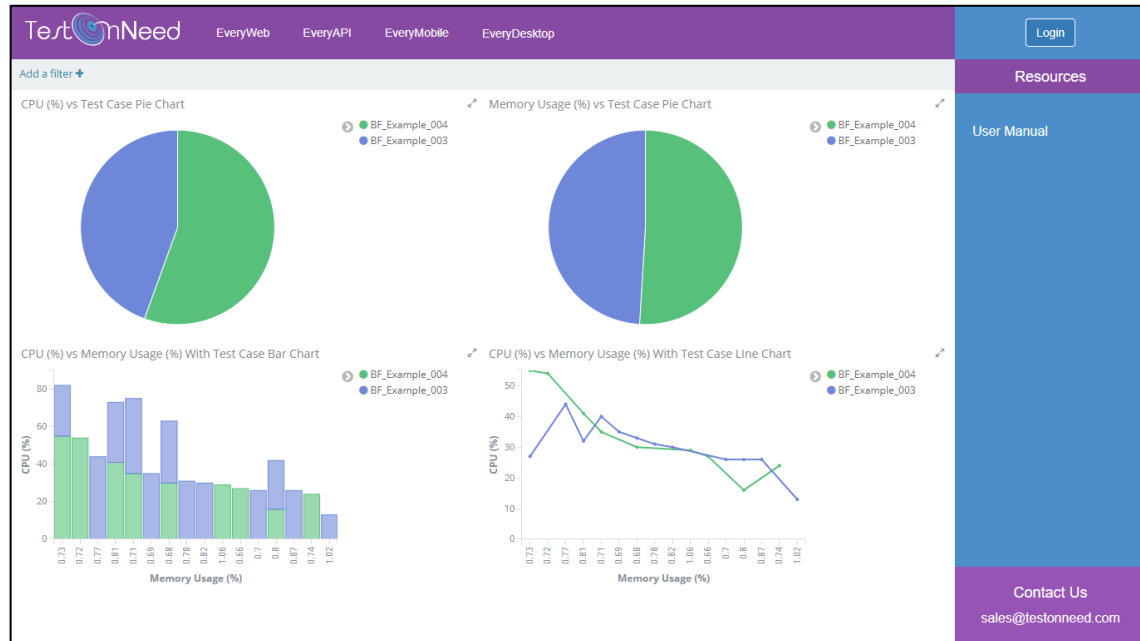 TestOnNeed EveryWeb EveryAPI EveryMobile EveryDesktop
Login
Add a filter +
Resources
User Manual
CPU (%) vs Test Case Pie Chart
BF_Example_004
BF_Example_003
Memory Usage (%) vs Test Case Pie Chart
BF_Example_004
BF_Example_003
CPU (%) vs Memory Usage (%) With Test Case Bar Chart
BF_Example_004
BF_Example_003
CPU (%)
80
60
40
20
0
0.73 0.72 0.77 0.81 0.71 0.69 0.68 0.78 0.82 1.06 0.66 0.7 0.8 0.87 0.74 1.02
Memory Usage (%)
CPU (%) vs Memory Usage (%) With Test Case LIne Chart
BF_Example_004
BF_Example_003
CPU (%)
50
40
30
20
10
0
0.73 0.72 0.77 0.81 0.71 0.69 0.68 0.78 0.82 1.06 0.66 0.7 0.8 0.87 0.74 1.02
Memory Usage (%)
Contact Us
sales@testonneed.com